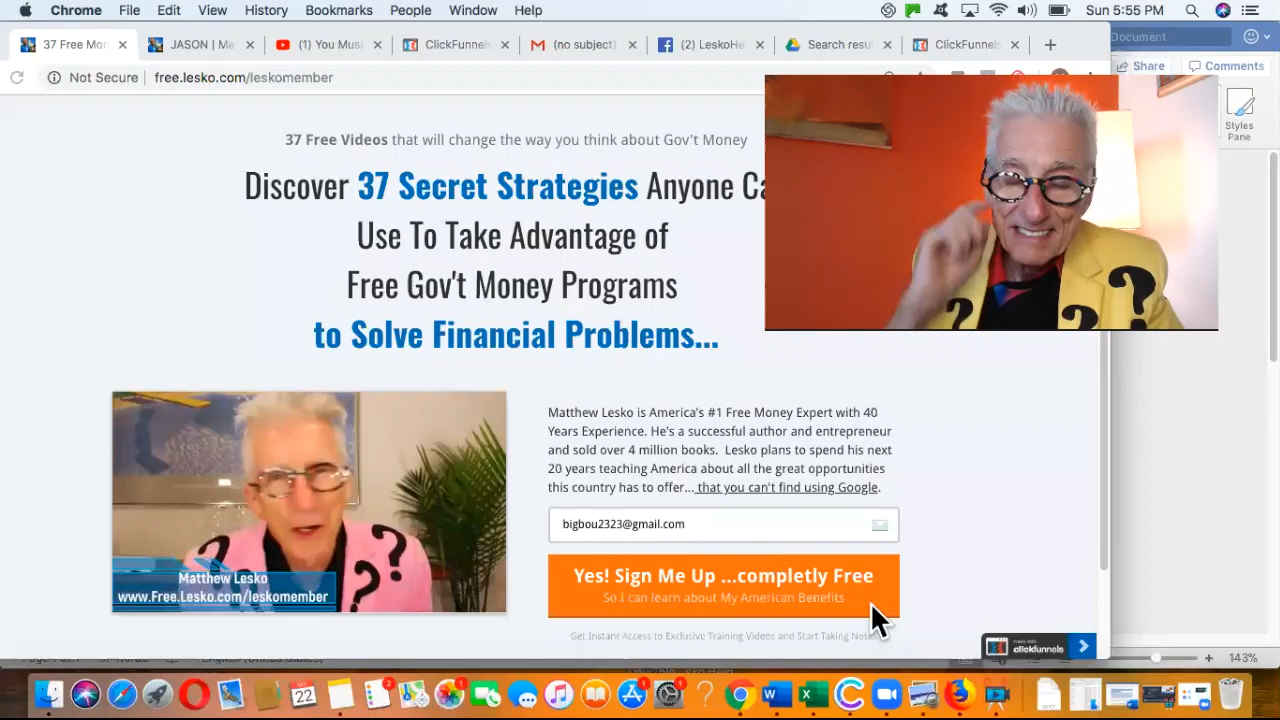 Chrome File Edit View History Bookmarks People Window Help Sun 5:55 PM
37 Free Mon
JASON | Me
(1) You Mus
ClickFunnels
(no subject)
(2) LeskoHe
Search resu
ClickFunnels
Document
Share
Comments
Not Secure | free.lesko.com/leskomember
Styles
Pane
37 Free Videos that will change the way you think about Gov't Money
Discover 37 Secret Strategies Anyone Ca
Use To Take Advantage of
Free Gov't Money Programs
to Solve Financial Problems...
Matthew Lesko is America's #1 Free Money Expert with 40
Years Experience. He's a successful author and entrepreneur
and sold over 4 million books. Lesko plans to spend his next
20 years teaching America about all the great opportunities
this country has to offer... that you can't find using Google.
bigbou2323@gmail.com
Yes! Sign Me Up ...completly Free
So I can learn about My American Benefits
Get Instant Access to Exclusive Training Videos and Start Taking Not
Matthew Lesko
www.Free.Lesko.com/leskomember
made with
clickfunnels
143%
22